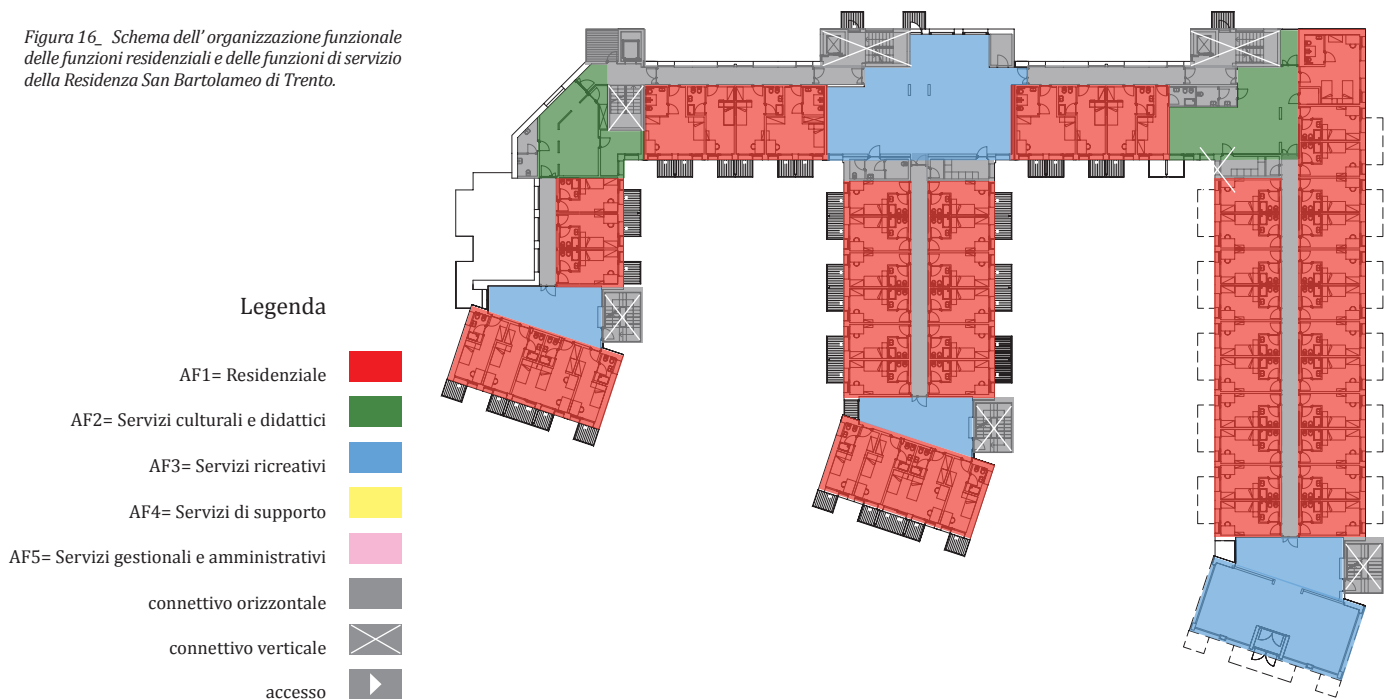 Figura 16_ Schema dell' organizzazione funzionale
delle funzioni residenziali e delle funzioni di servizio
della Residenza San Bartolameo di Trento.
Legenda
AF1= Residenziale
AF2= Servizi culturali e didattici
AF3= Servizi ricreativi
AF4= Servizi di supporto
AF5= Servizi gestionali e amministrativi
connettivo orizzontale
connettivo verticale
accesso